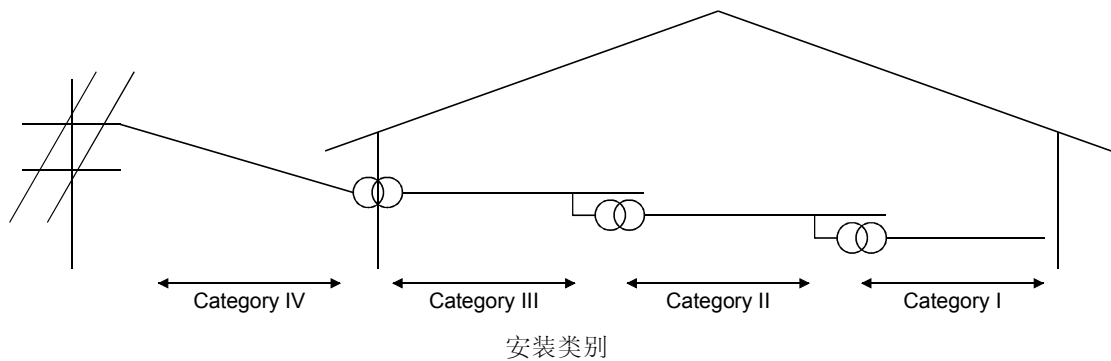 Category IV
Category III
Category II
Category I
安装类别